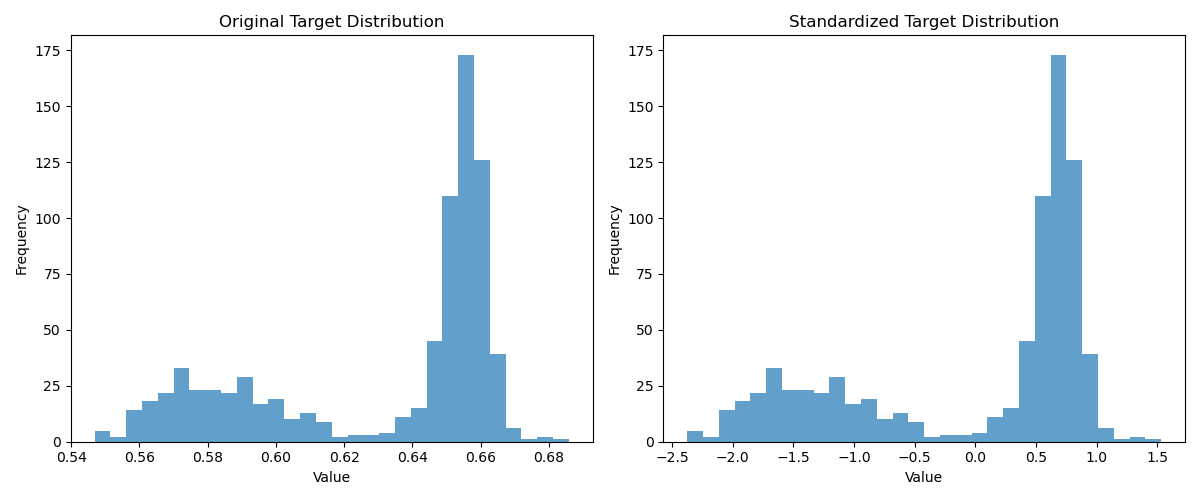 Original Target Distribution
Frequency
175
150
125
100
75
50
25
0
0.54 0.56 0.58 0.60 0.62 0.64 0.66 0.68
Value
Standardized Target Distribution
Frequency
175
150
125
100
75
50
25
0
−2.5 −2.0 −1.5 −1.0 −0.5 0.0 0.5 1.0 1.5
Value